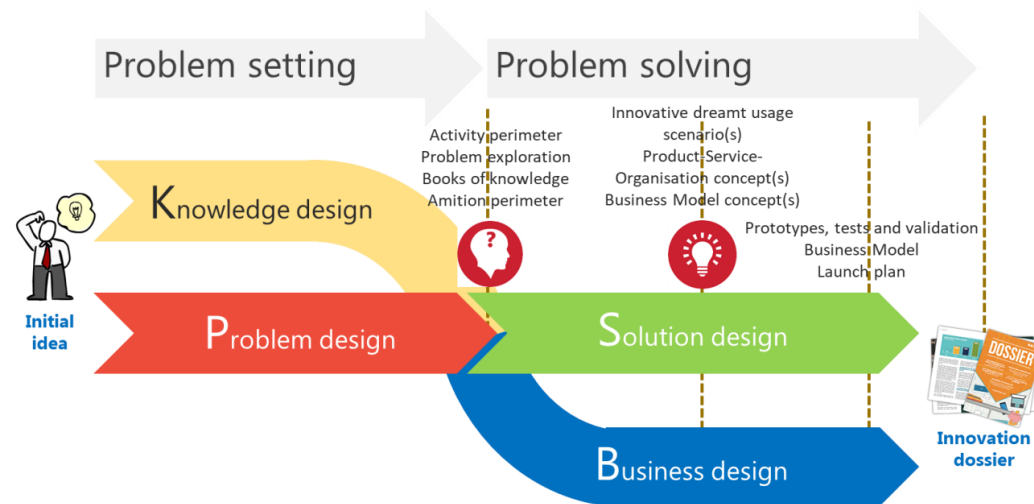 Problem setting
Problem solving
Activity perimeter
Problem exploration
Books of knowledge
Amition perimeter
Innovative dreamt usage
scenario(s)
Product-Service-
Organisation concept(s)
Business Model concept(s)
Prototypes, tests and validation
Business Model
Launch plan
Knowledge design
?
Initial
idea
Problem design
Solution design
DOSSIER
Business design
Innovation
dossier